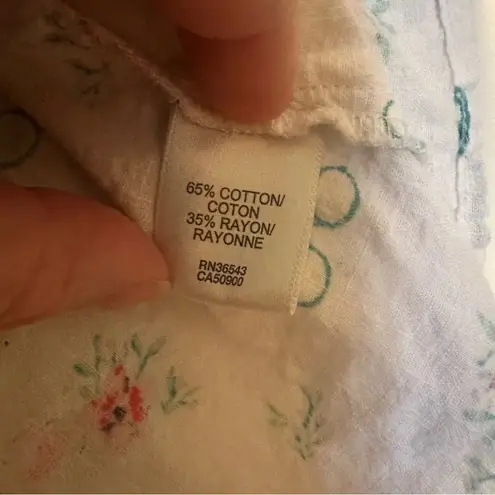 65% COTTON/
COTON
35% RAYON/
RAYONNE
RN36543
CA50900